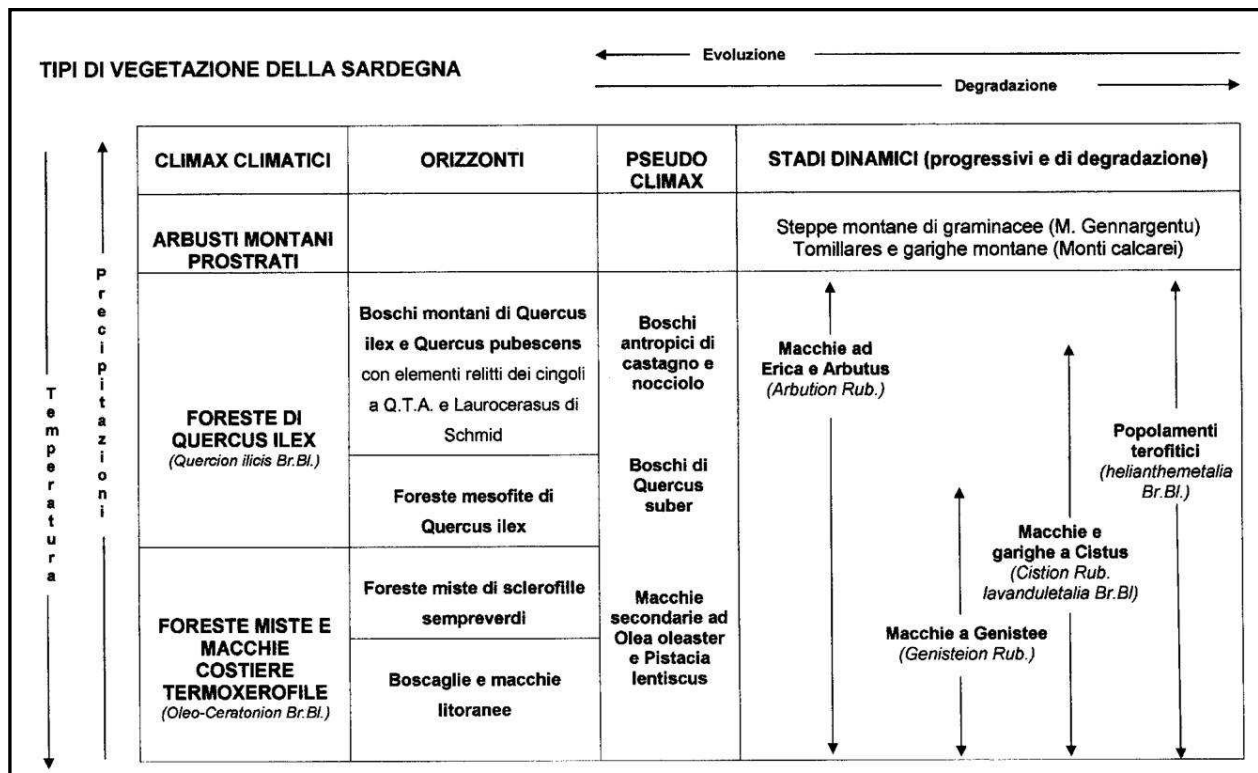 TIPI DI VEGETAZIONE DELLA SARDEGNA
Evoluzione
Degradazione
Temperatura
Precipitazioni
CLIMAX CLIMATICI
ORIZZONTI
PSEUDO
CLIMAX
STADI DINAMICI (progressivi e di degradazione)
ARBUSTI MONTANI
PROSTRATI
Steppe montane di graminacee (M. Gennargentu)
Tomillares e garighe montane (Monti calcarei)
FORESTE DI
QUERCUS ILEX
(Quercion ilicis Br.Bl.)
Boschi montani di Quercus
ilex e Quercus pubescens
con elementi relitti dei cingoli
a Q.T.A. e Laurocerasus di
Schmid
Foreste mesofite di
Quercus ilex
Boschi
antropici di
castagno e
nocciolo
Boschi di
Quercus
suber
Macchie ad
Erica e Arbutus
(Arbution Rub.)
Popolamenti
terofitici
(helianthemetalia
Br.Bl.)
Macchie e
garighe a Cistus
(Cistion Rub.
lavanduletalia Br.Bl)
Macchie a Genistee
(Genisteion Rub.)
FORESTE MISTE E
MACCHIE
COSTIERE
TERMOXEROFILE
(Oleo-Ceratonion Br.Bl.)
Foreste miste di sclerofille
sempreverdi
Boscaglie e macchie
litoranee
Macchie
secondarie ad
Olea oleaster
e Pistacia
lentiscus